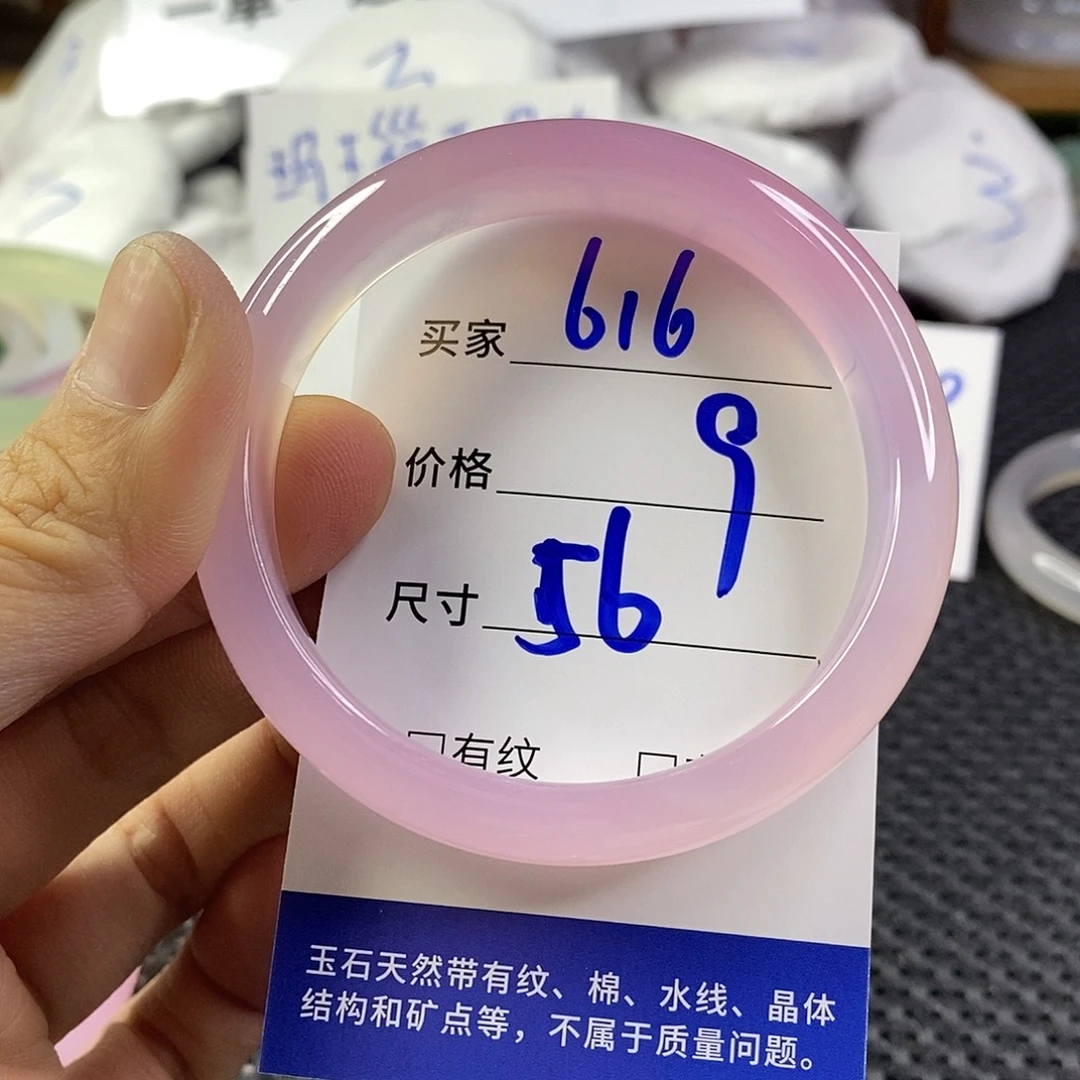 买家 616
价格 9
尺寸 56
□有纹 □
玉石天然带有纹、棉、水线、晶体
结构和矿点等，不属于质量问题。